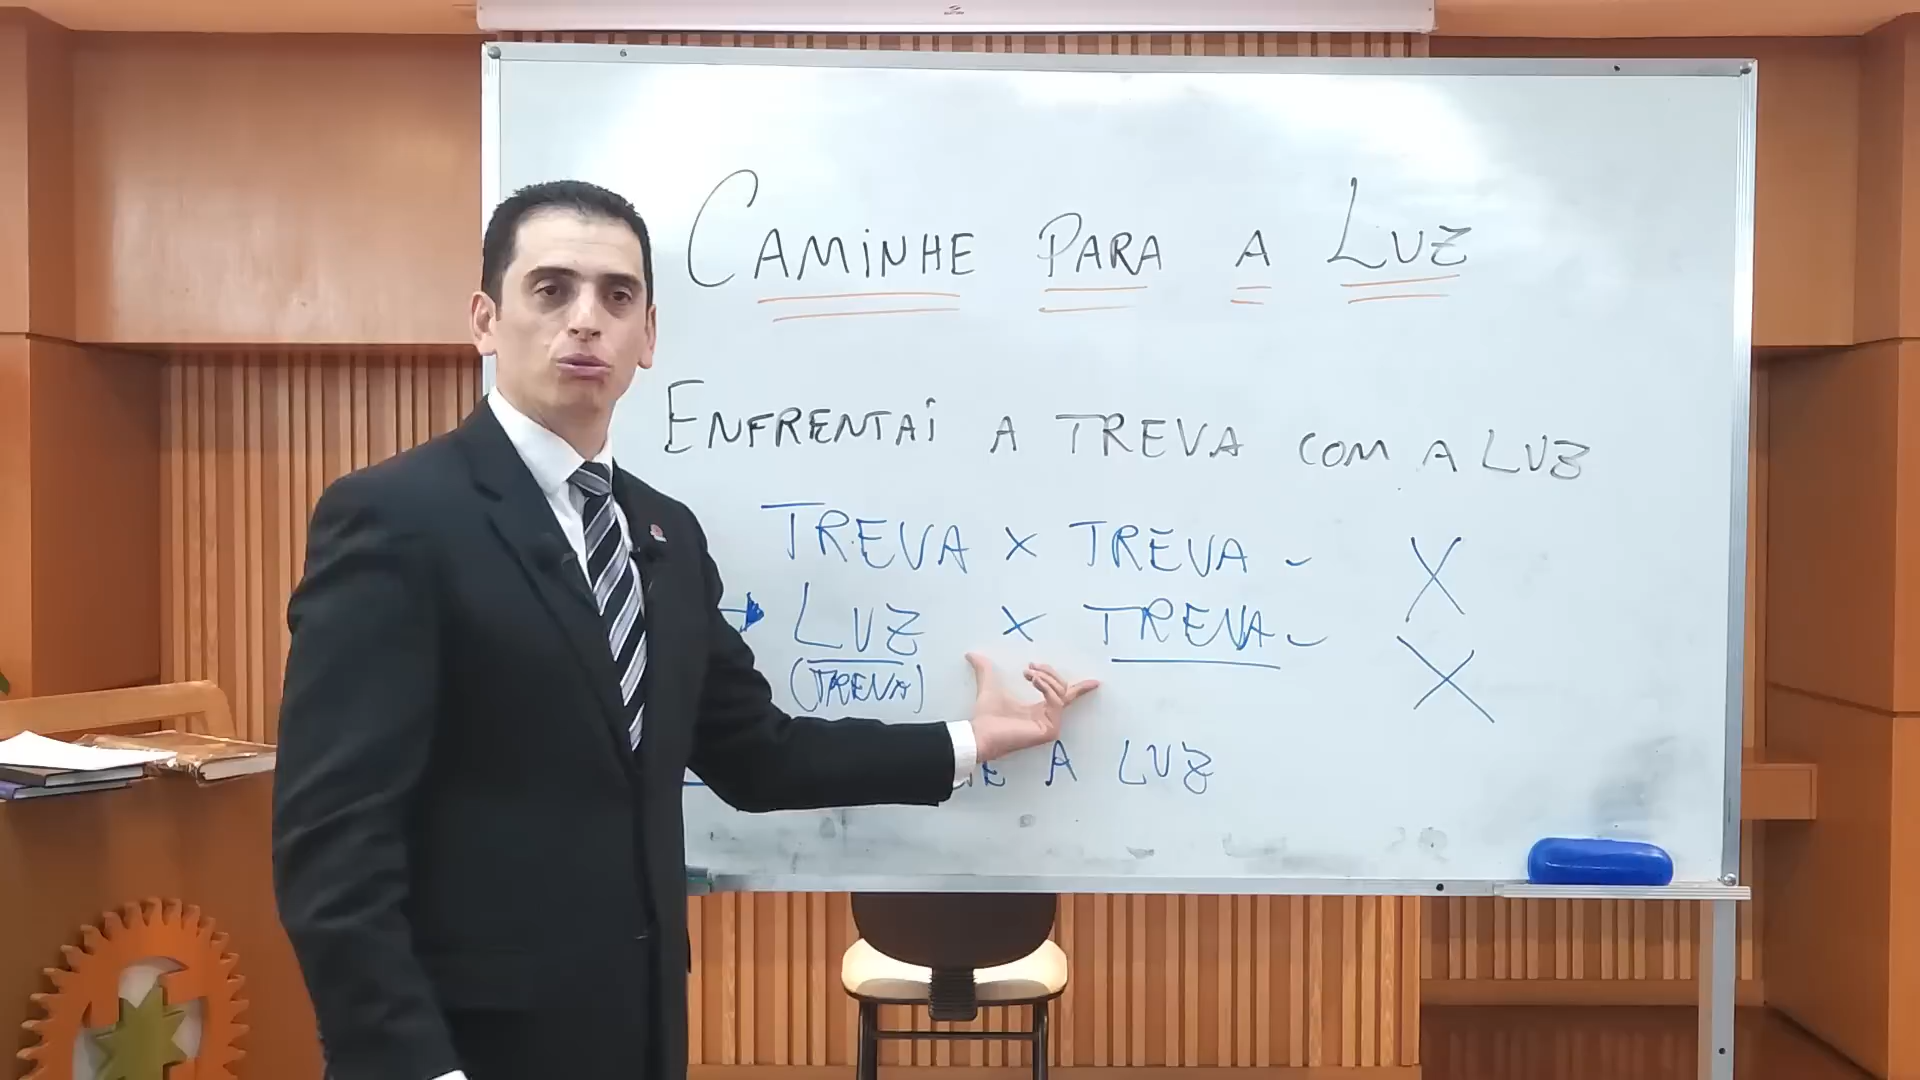 CAMINHE PARA A LUZ
ENFRENTAI A TREVA COM A LUZ
TREVA X TREVA - X
LUZ X TREVA - X
(TREVA)
A LUZ